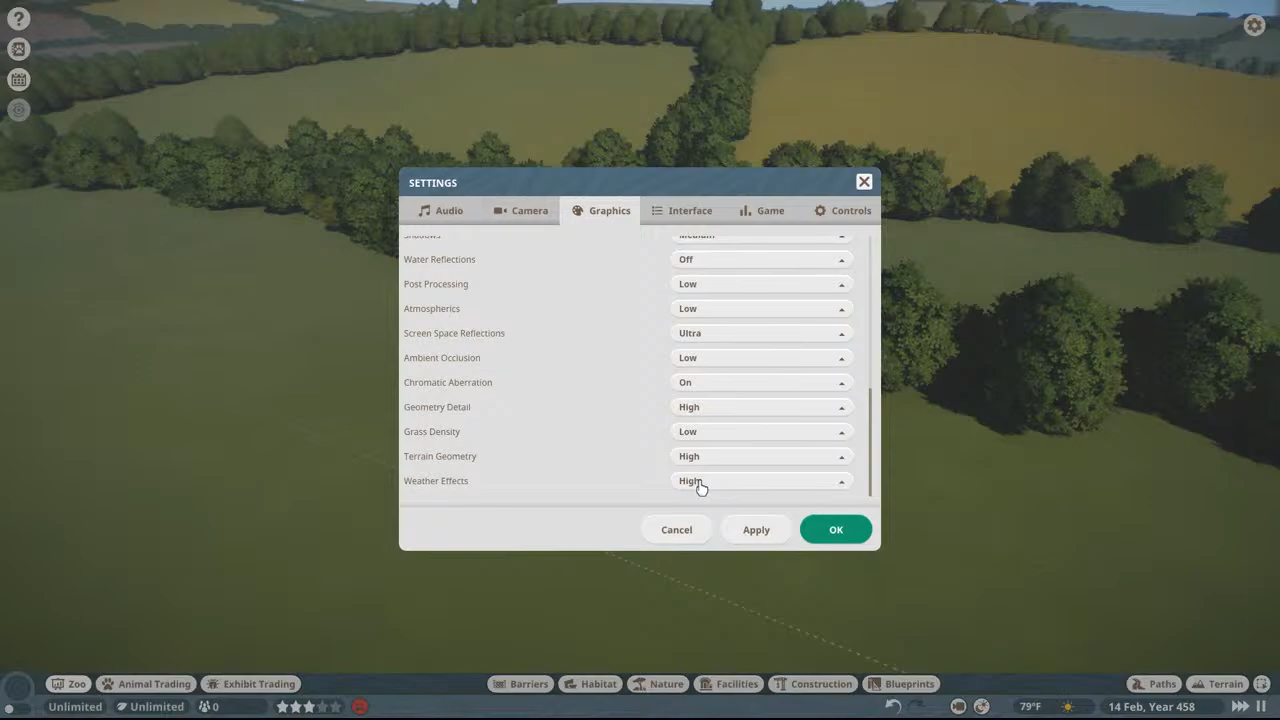 SETTINGS
Audio Camera Graphics Interface Game Controls
Shadows Medium
Water Reflections Off
Post Processing Low
Atmospherics Low
Screen Space Reflections Ultra
Ambient Occlusion Low
Chromatic Aberration On
Geometry Detail High
Grass Density Low
Terrain Geometry High
Weather Effects High
Cancel Apply OK
Zoo Animal Trading Exhibit Trading Barriers Habitat Nature Facilities Construction Blueprints Paths Terrain
Unlimited Unlimited 0 79°F 14 Feb, Year 458